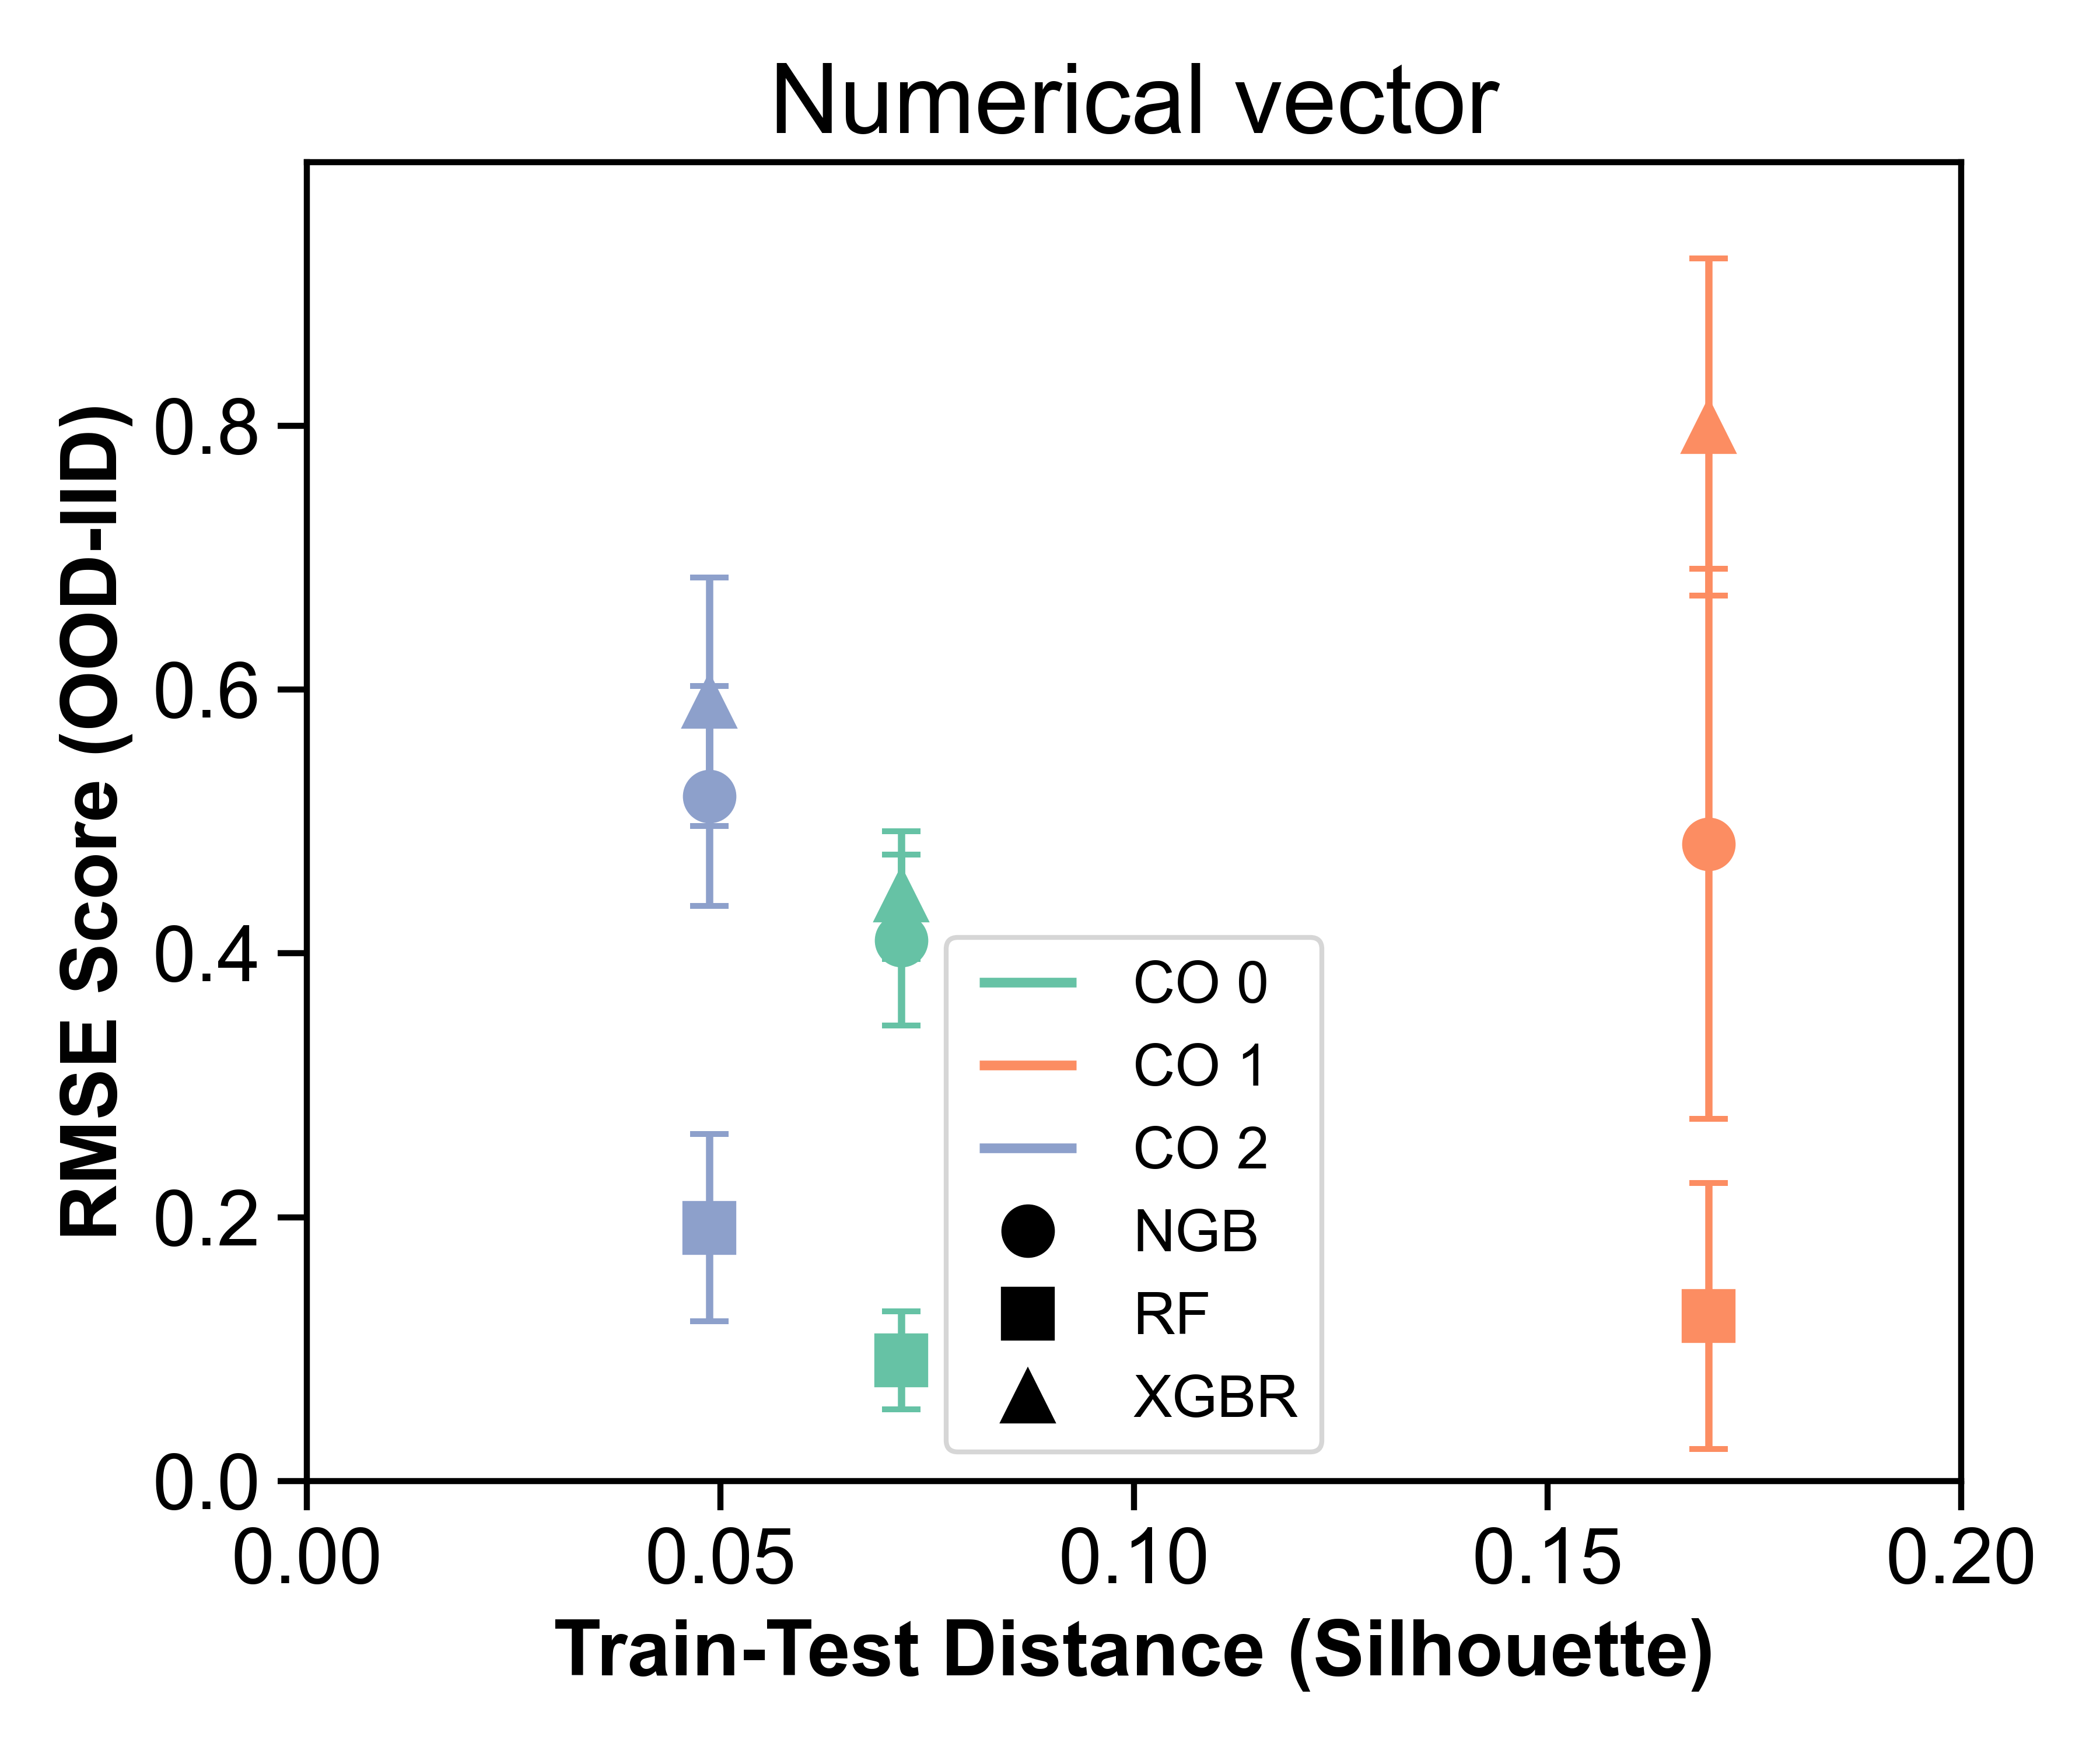 Numerical vector
RMSE Score (OOD-IID)
0.8
0.6
0.4
0.2
0.0
0.00 0.05 0.10 0.15 0.20
Train-Test Distance (Silhouette)
CO 0
CO 1
CO 2
NGB
RF
XGBR